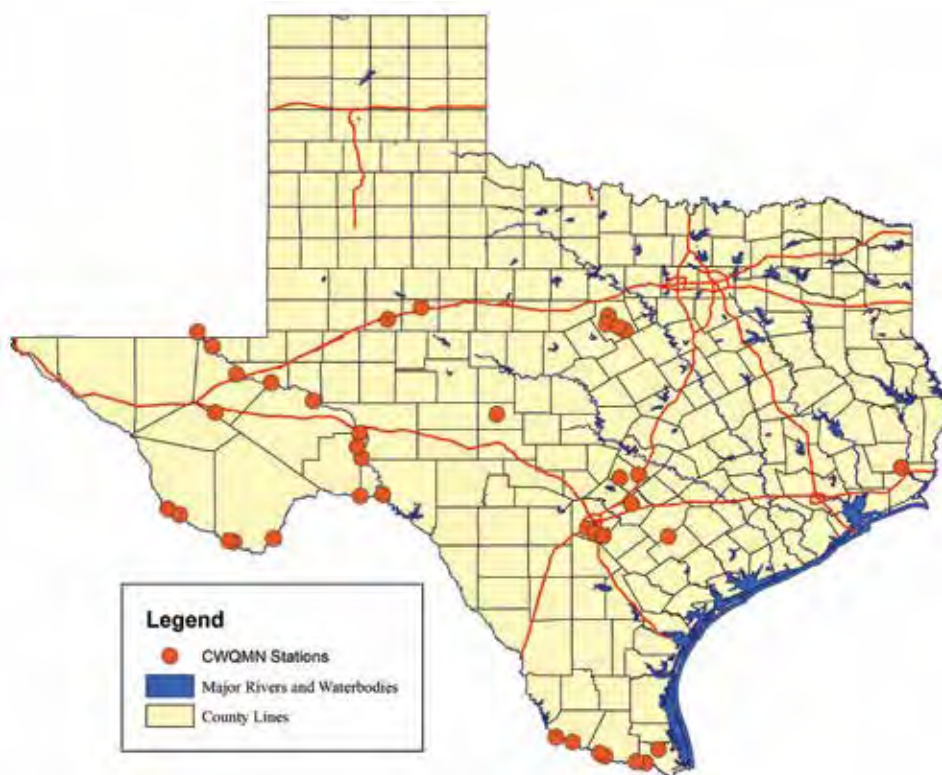 Legend
CWQMN Stations
Major Rivers and Waterbodies
County Lines